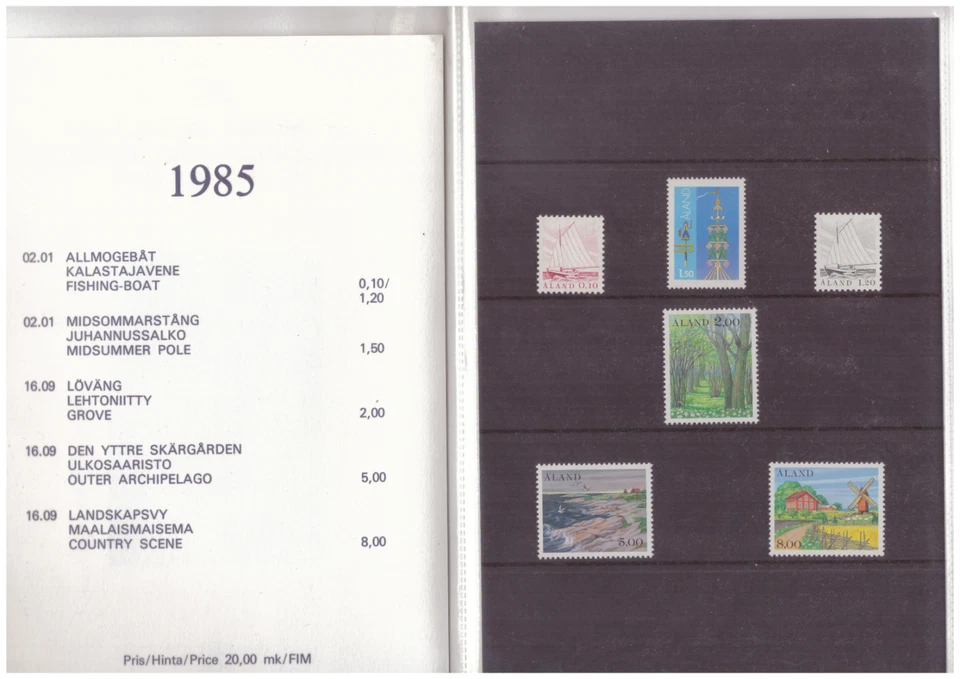 1985
02.01 ALLMOGEBÅT
KALASTAJAVENE
FISHING-BOAT 0,10/
1,20
02.01 MIDSOMMARSTÅNG
JUHANNUSSALKO
MIDSUMMER POLE 1,50
16.09 LÖVÄNG
LEHTONIITTY
GROVE 2,00
16.09 DEN YTTRE SKÄRGÅRDEN
ULKOSAARISTO
OUTER ARCHIPELAGO 5,00
16.09 LANDSKAPSVY
MAALAISMAISEMA
COUNTRY SCENE 8,00
Pris/Hinta/Price 20,00 mk/FIM
ÅLAND 0,10
ÅLAND
1,50
ÅLAND 1.20
ÅLAND 2,00
ÅLAND
5,00
ÅLAND
8,00